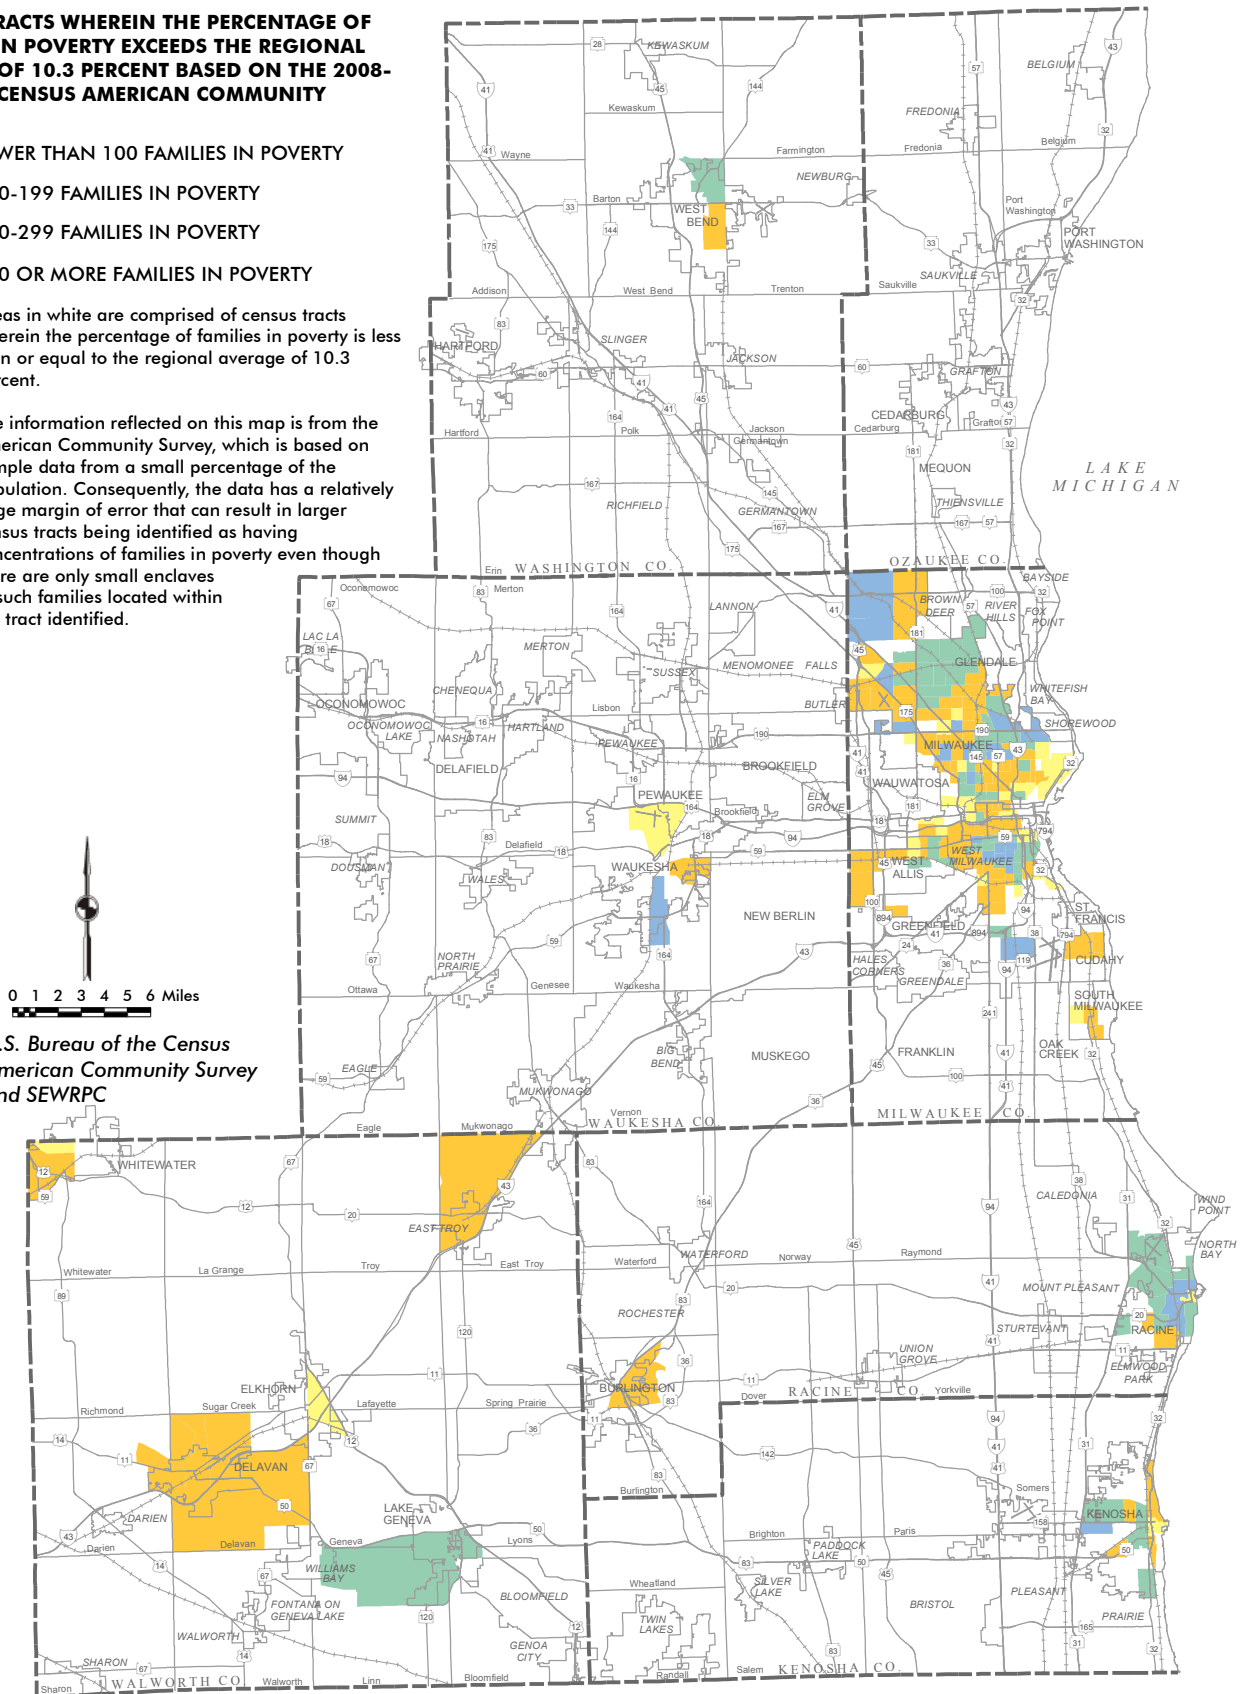 RACTS WHEREIN THE PERCENTAGE OF
N POVERTY EXCEEDS THE REGIONAL
OF 10.3 PERCENT BASED ON THE 2008-
CENSUS AMERICAN COMMUNITY
WER THAN 100 FAMILIES IN POVERTY
0-199 FAMILIES IN POVERTY
0-299 FAMILIES IN POVERTY
0 OR MORE FAMILIES IN POVERTY
eas in white are comprised of census tracts
erein the percentage of families in poverty is less
n or equal to the regional average of 10.3
rcent.
e information reflected on this map is from the
merican Community Survey, which is based on
mple data from a small percentage of the
pulation. Consequently, the data has a relatively
ge margin of error that can result in larger
nsus tracts being identified as having
ncentrations of families in poverty even though
re are only small enclaves
such families located within
tract identified.
0 1 2 3 4 5 6 Miles
.S. Bureau of the Census
merican Community Survey
nd SEWRPC
KEWASKUM
Kewaskum
Wayne
Barton
Farmington
NEWBURG
WEST
BEND
Addison
West Bend
Trenton
HARTFORD
SLINGER
JACKSON
Hartford
Polk
Jackson
Germantown
RICHFIELD
GERMANTOWN
Erin
WASHINGTON CO.
BELGIUM
FREDONIA
Fredonia
Belgium
Port
Washington
PORT
WASHINGTON
SAUKVILLE
Saukville
GRAFTON
CEDARBURG
Cedarburg
Grafton
MEQUON
THIENSVILLE
OZAUKEE CO.
LAKE
MICHIGAN
Oconomowoc
Merton
LANNON
LAC LA
MERTON
SUSSEX
MENOMONEE FALLS
CHENEQUA
BUTLER
OCONOMOWOC
Lisbon
OCONOMOWOC
LAKE
NASHOTAH
HARTLAND
PEWAUKEE
DELAFIELD
BROOKFIELD
PEWAUKEE
Brookfield
ELM
GROVE
SUMMIT
Delafield
DOUSMAN
WALES
WAUKESHA
NEW BERLIN
NORTH
PRAIRIE
Ottawa
Genesee
Waukesha
BIG
BEND
MUSKEGO
EAGLE
MUKWONAGO
Vernon
Eagle
Mukwonago
WAUKESHA CO.
BAYSIDE
BROWN
DEER
RIVER
HILLS
FOX
POINT
GLENDALE
WHITEFISH
BAY
SHOREWOOD
MILWAUKEE
WAUWATOSA
WEST
MILWAUKEE
WEST
ALLIS
ST.
FRANCIS
GREENFIELD
HALES
CORNERS
GREENDALE
CUDAHY
SOUTH
MILWAUKEE
FRANKLIN
OAK
CREEK
MILWAUKEE CO.
WHITEWATER
EAST TROY
Whitewater
La Grange
Troy
East Troy
ELKHORN
Richmond
Sugar Creek
Lafayette
Spring Prairie
DELAVAN
DARIEN
Darien
Delavan
LAKE
GENEVA
Geneva
Lyons
WILLIAMS
BAY
FONTANA ON
GENEVA LAKE
BLOOMFIELD
WALWORTH
GENOA
CITY
SHARON
Sharon
WALWORTH CO.
Walworth
Linn
Bloomfield
Waterford
WATERFORD
Norway
Raymond
CALEDONIA
WIND
POINT
NORTH
BAY
ROCHESTER
MOUNT PLEASANT
STURTEVANT
RACINE
UNION
GROVE
ELMWOOD
PARK
BURLINGTON
Dover
RACINE CO.
Yorkville
Burlington
Somers
KENOSHA
Brighton
Paris
PADDOCK
LAKE
SILVER
LAKE
Wheatland
TWIN
LAKES
BRISTOL
PLEASANT
PRAIRIE
Randall
Salem
KENOSHA CO.